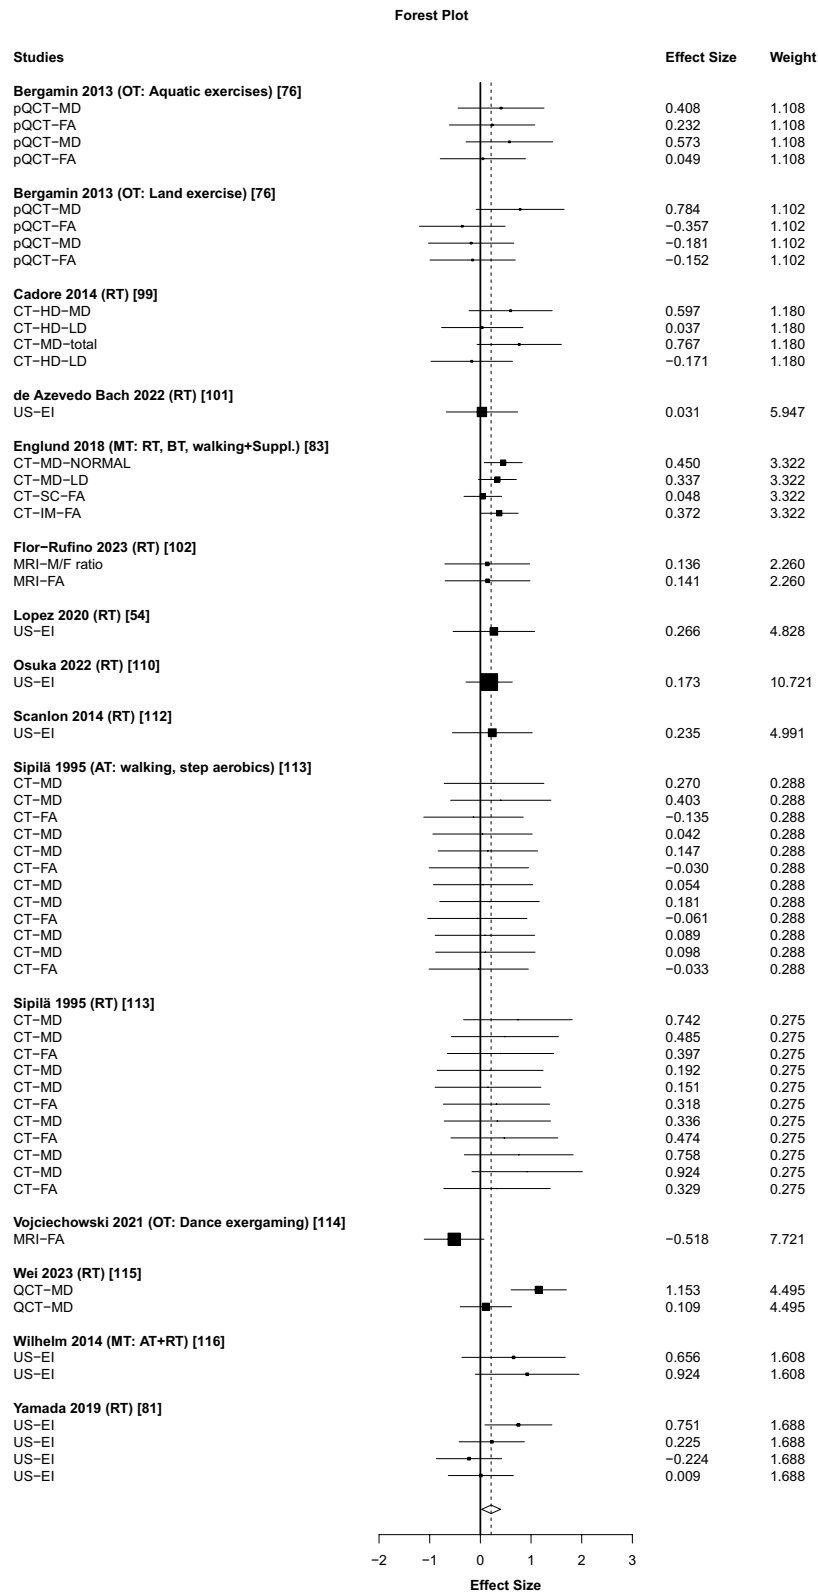 Forest Plot
Studies Effect Size Weight
Bergamin 2013 (OT: Aquatic exercises) [76]
pQCT−MD 0.408 1.108
pQCT−FA 0.232 1.108
pQCT−MD 0.573 1.108
pQCT−FA 0.049 1.108
Bergamin 2013 (OT: Land exercise) [76]
pQCT−MD 0.784 1.102
pQCT−FA −0.357 1.102
pQCT−MD −0.181 1.102
pQCT−FA −0.152 1.102
Cadore 2014 (RT) [99]
CT−HD−MD 0.597 1.180
CT−HD−LD 0.037 1.180
CT−MD−total 0.767 1.180
CT−HD−LD −0.171 1.180
de Azevedo Bach 2022 (RT) [101]
US−EI 0.031 5.947
Englund 2018 (MT: RT, BT, walking+Suppl.) [83]
CT−MD−NORMAL 0.450 3.322
CT−MD−LD 0.337 3.322
CT−SC−FA 0.048 3.322
CT−IM−FA 0.372 3.322
Flor−Rufino 2023 (RT) [102]
MRI−M/F ratio 0.136 2.260
MRI−FA 0.141 2.260
Lopez 2020 (RT) [54]
US−EI 0.266 4.828
Osuka 2022 (RT) [110]
US−EI 0.173 10.721
Scanlon 2014 (RT) [112]
US−EI 0.235 4.991
Sipilä 1995 (AT: walking, step aerobics) [113]
CT−MD 0.270 0.288
CT−MD 0.403 0.288
CT−FA −0.135 0.288
CT−MD 0.042 0.288
CT−MD 0.147 0.288
CT−FA −0.030 0.288
CT−MD 0.054 0.288
CT−MD 0.181 0.288
CT−FA −0.061 0.288
CT−MD 0.089 0.288
CT−MD 0.098 0.288
CT−FA −0.033 0.288
Sipilä 1995 (RT) [113]
CT−MD 0.742 0.275
CT−MD 0.485 0.275
CT−FA 0.397 0.275
CT−MD 0.192 0.275
CT−MD 0.151 0.275
CT−FA 0.318 0.275
CT−MD 0.336 0.275
CT−FA 0.474 0.275
CT−MD 0.758 0.275
CT−MD 0.924 0.275
CT−FA 0.329 0.275
Vojciechowski 2021 (OT: Dance exergaming) [114]
MRI−FA −0.518 7.721
Wei 2023 (RT) [115]
QCT−MD 1.153 4.495
QCT−MD 0.109 4.495
Wilhelm 2014 (MT: AT+RT) [116]
US−EI 0.656 1.608
US−EI 0.924 1.608
Yamada 2019 (RT) [81]
US−EI 0.751 1.688
US−EI 0.225 1.688
US−EI −0.224 1.688
US−EI 0.009 1.688
−2 −1 0 1 2 3
Effect Size